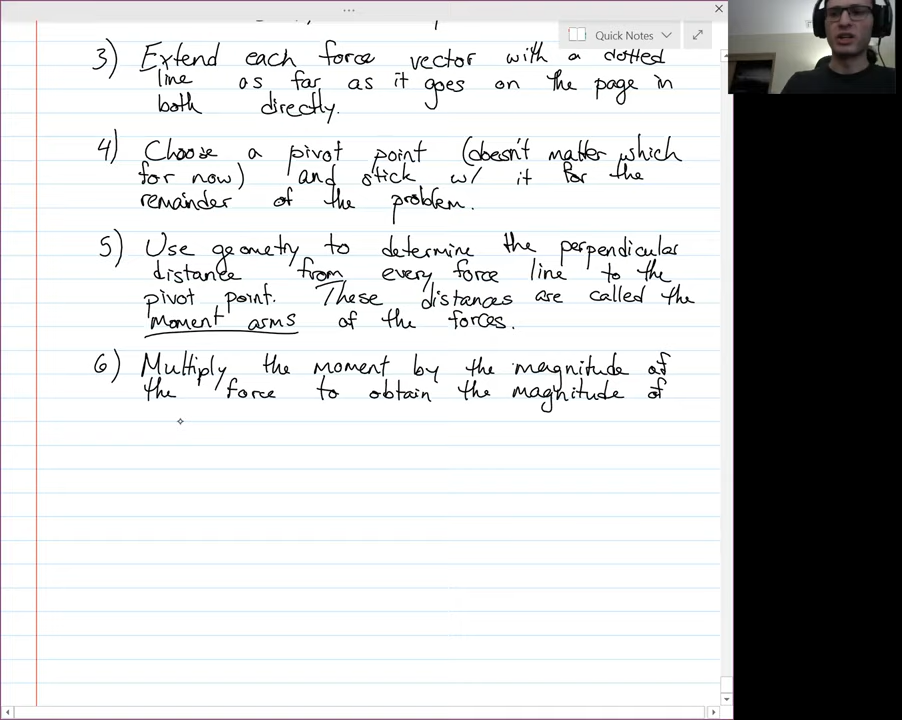 Quick Notes
3) Extend each force vector with a dotted
line as far as it goes on the page in
both directly.
4) Choose a pivot point (doesn't matter which
for now) and stick w/ it for the
remainder of the problem.
5) Use geometry to determine the perpendicular
distance from every force line to the
pivot point. These distances are called the
moment arms of the forces.
6) Multiply the moment by the magnitude of
the force to obtain the magnitude of